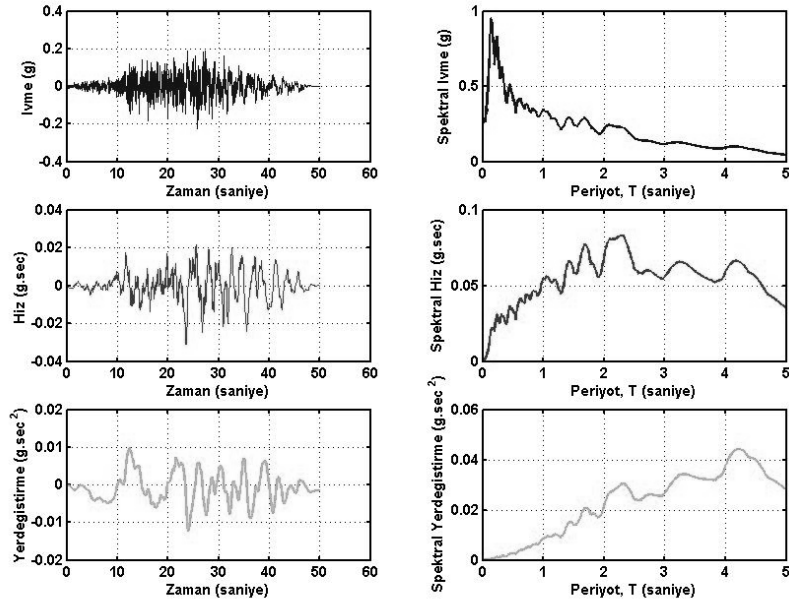 0.4
0.2
0
-0.2
-0.4
Ivme (g)
0 10 20 30 40 50 60
Zaman (saniye)
1
0.5
0
Spektral Ivme (g)
0 1 2 3 4 5
Periyot, T (saniye)
0.04
0.02
0
-0.02
-0.04
Hiz (g.sec)
0 10 20 30 40 50 60
Zaman (saniye)
0.1
0.05
0
Spektral Hiz (g.sec)
0 1 2 3 4 5
Periyot, T (saniye)
0.02
0.01
0
-0.01
-0.02
Yerdegistirme (g.sec²)
0 10 20 30 40 50 60
Zaman (saniye)
0.06
0.04
0.02
0
Spektral Yerdegistirme (g.sec²)
0 1 2 3 4 5
Periyot, T (saniye)